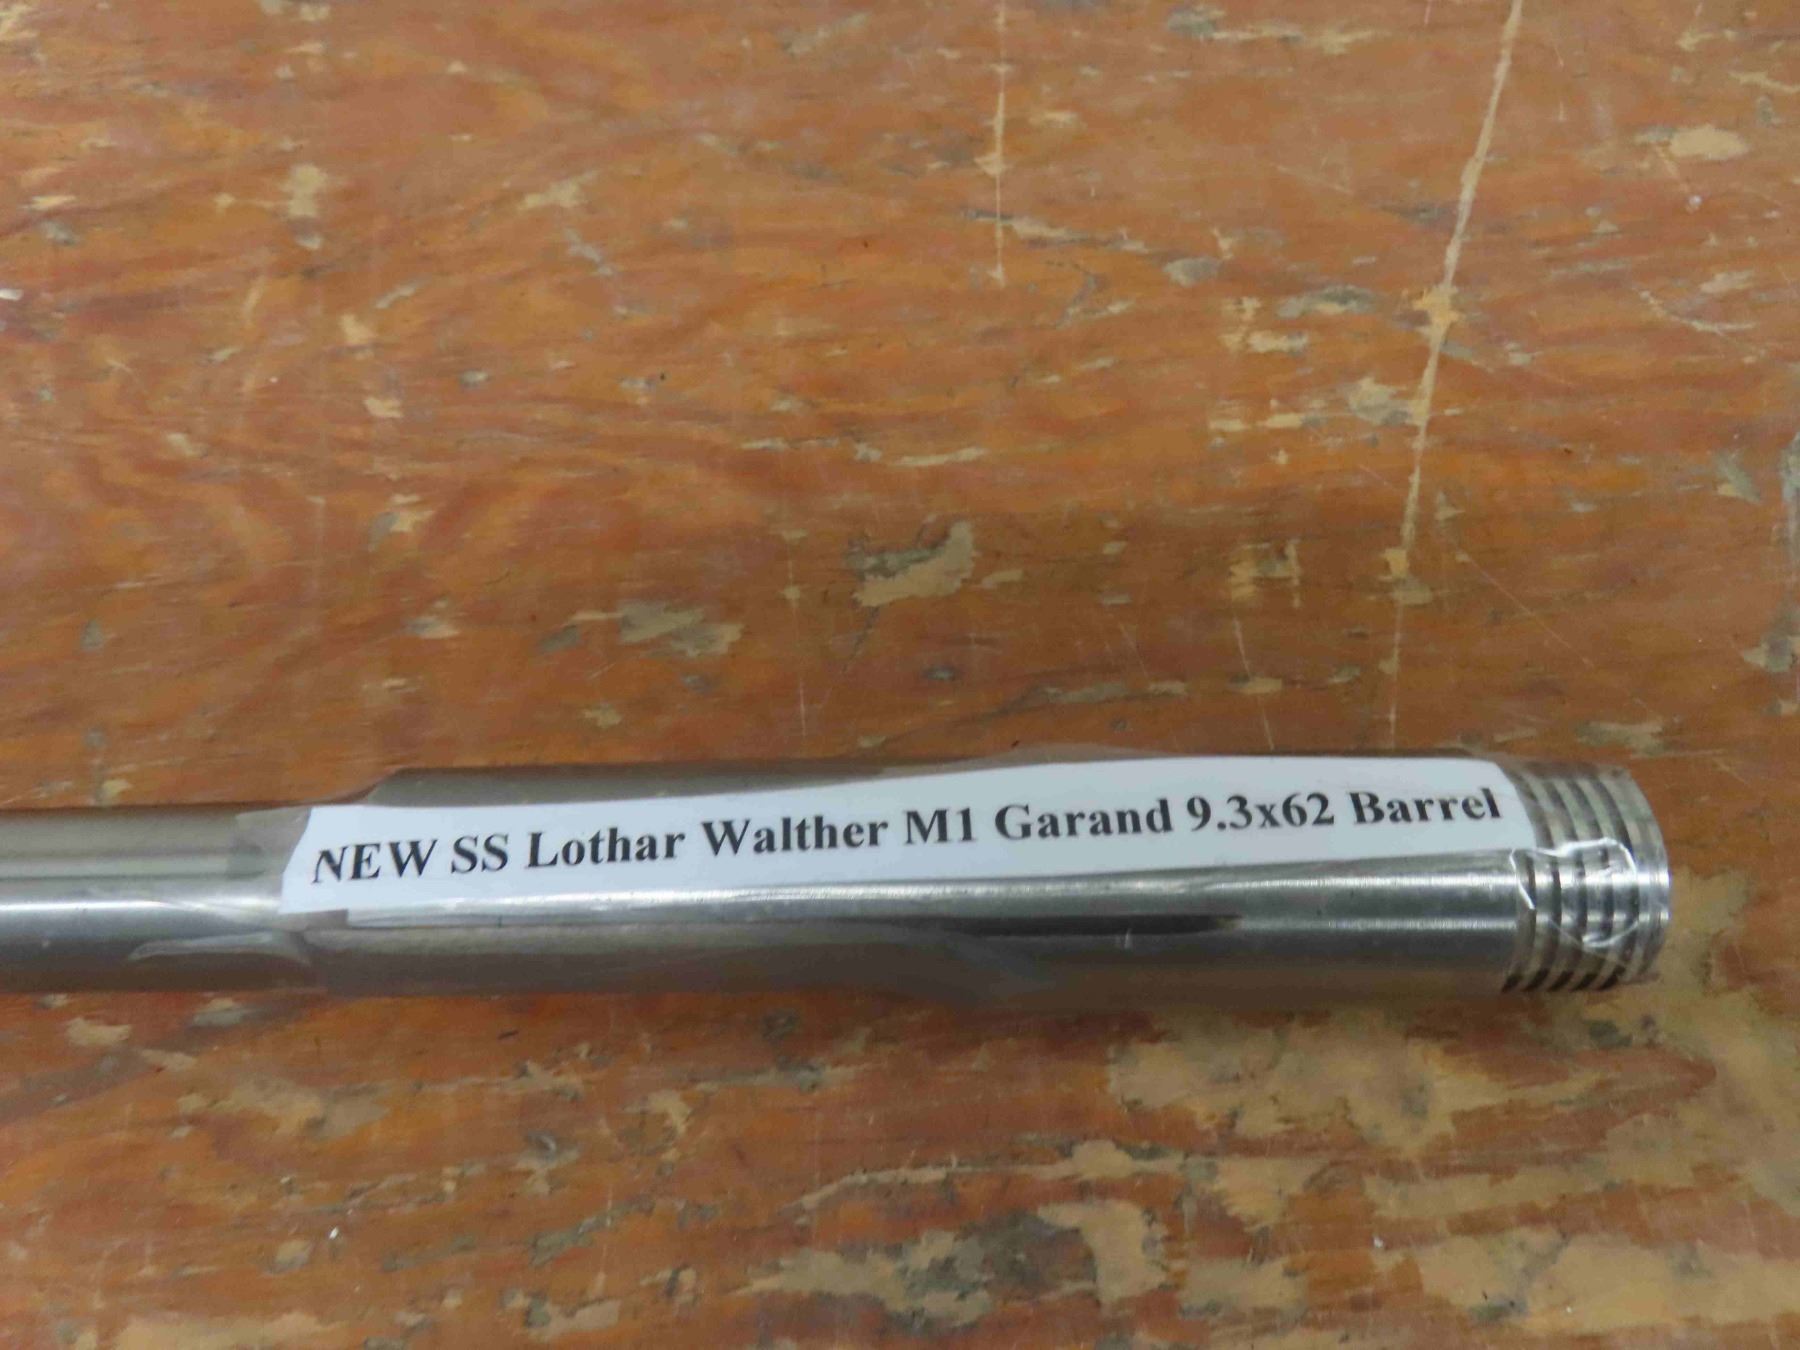 NEW SS Lothar Walther M1 Garand 9.3x62 Barrel